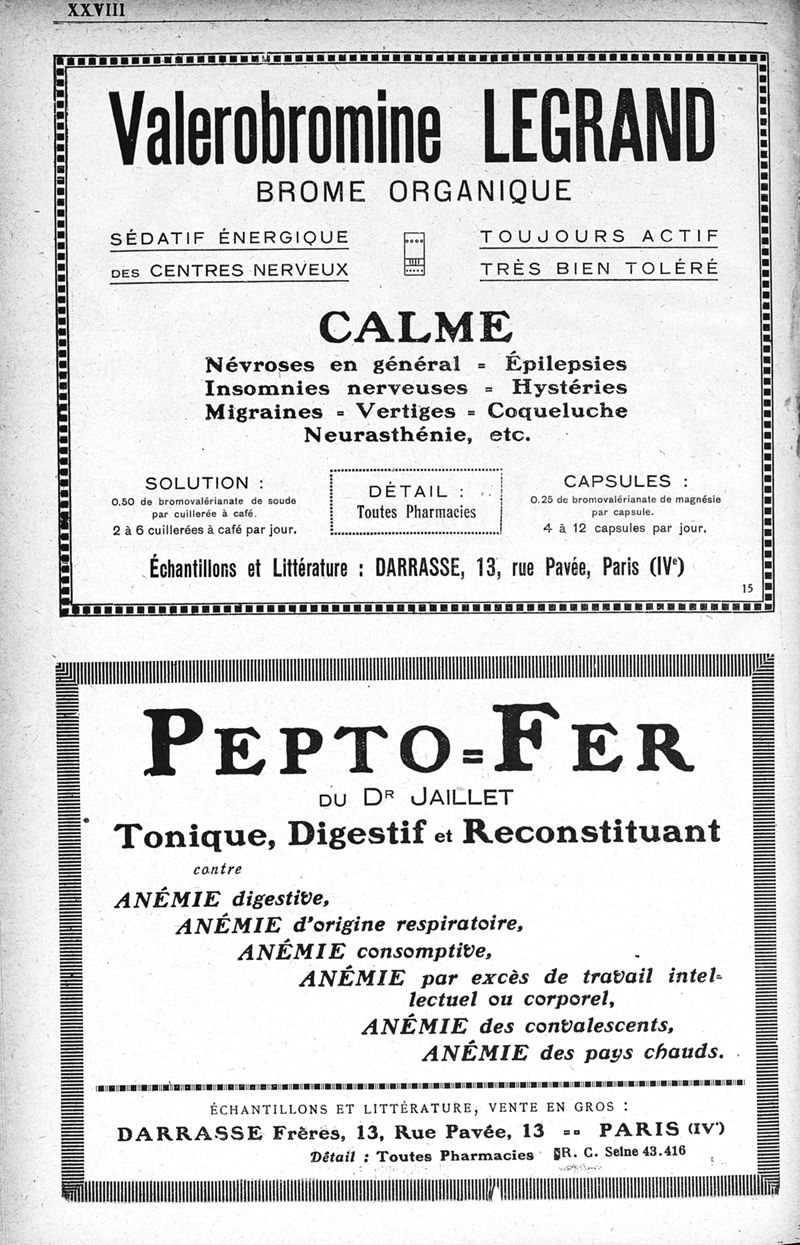 XXVIII
Valerobromine LEGRAND
BROME ORGANIQUE
SÉDATIF ÉNERGIQUE
DES CENTRES NERVEUX
TOUJOURS ACTIF
TRÈS BIEN TOLÉRÉ
CALME
Névroses en général = Épilepsies
Insomnies nerveuses = Hystéries
Migraines = Vertiges = Coqueluche
Neurasthénie, etc.
SOLUTION :
0.50 de bromovalérianate de soude
par cuillerée à café.
2 à 6 cuillerées à café par jour.
DÉTAIL :
Toutes Pharmacies
CAPSULES :
0.25 de bromovalérianate de magnésie
par capsule.
4 à 12 capsules par jour.
Échantillons et Littérature : DARRASSE, 13, rue Pavée, Paris (IVe)
15
PEPTO=FER
DU DR JAILLET
Tonique, Digestif et Reconstituant
contre
ANÉMIE digestive,
ANÉMIE d'origine respiratoire,
ANÉMIE consomptive,
ANÉMIE par excès de travail intel=
lectuel ou corporel,
ANÉMIE des convalescents,
ANÉMIE des pays chauds.
ÉCHANTILLONS ET LITTÉRATURE, VENTE EN GROS :
DARRASSE Frères, 13, Rue Pavée, 13 == PARIS (IV')
Détail : Toutes Pharmacies R. C. Seine 43.416